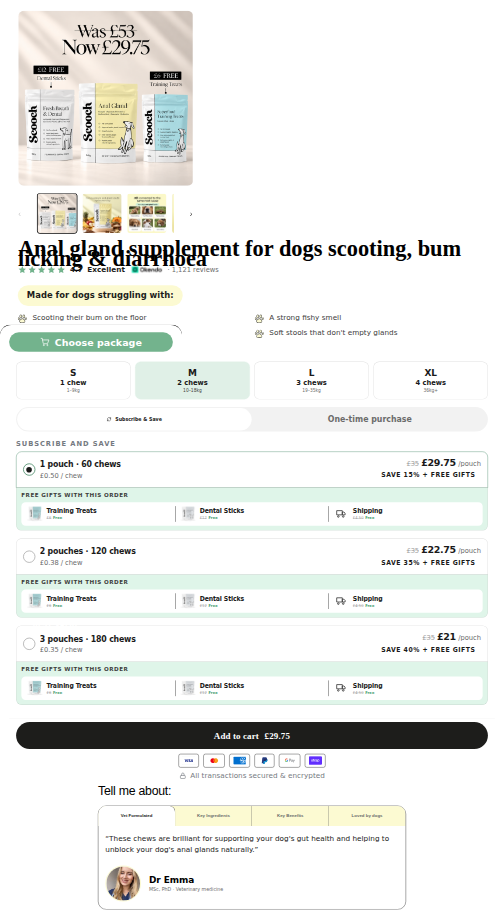 Was £53
Now £29.75
£12 FREE
Dental Sticks
£6 FREE
Training Treats
Scooch
Fresh Breath & Dental
Scooch
Anal Gland
Scooch
Training Treats
Anal gland supplement for dogs scooting, bum
licking & diarrhoea
4.7 Excellent Okendo · 1,121 reviews
Made for dogs struggling with:
Scooting their bum on the floor
A strong fishy smell
Soft stools that don't empty glands
Choose package
S
1 chew
1-9kg
M
2 chews
10-18kg
L
3 chews
19-35kg
XL
4 chews
36kg+
Subscribe & Save
One-time purchase
SUBSCRIBE AND SAVE
1 pouch · 60 chews
£0.50 / chew
£35 £29.75 /pouch
SAVE 15% + FREE GIFTS
FREE GIFTS WITH THIS ORDER
Training Treats
£6 Free
Dental Sticks
£12 Free
Shipping
Free
2 pouches · 120 chews
£0.38 / chew
£35 £22.75 /pouch
SAVE 35% + FREE GIFTS
FREE GIFTS WITH THIS ORDER
Training Treats
£6 Free
Dental Sticks
£12 Free
Shipping
Free
3 pouches · 180 chews
£0.35 / chew
£35 £21 /pouch
SAVE 40% + FREE GIFTS
FREE GIFTS WITH THIS ORDER
Training Treats
£6 Free
Dental Sticks
£12 Free
Shipping
Free
Add to cart £29.75
VISA
G Pay
All transactions secured & encrypted
Tell me about:
Vet Formulated
Key Ingredients
Key Benefits
Loved by dogs
"These chews are brilliant for supporting your dog's gut health and helping to
unblock your dog's anal glands naturally."
Dr Emma
MSc, PhD · Veterinary medicine